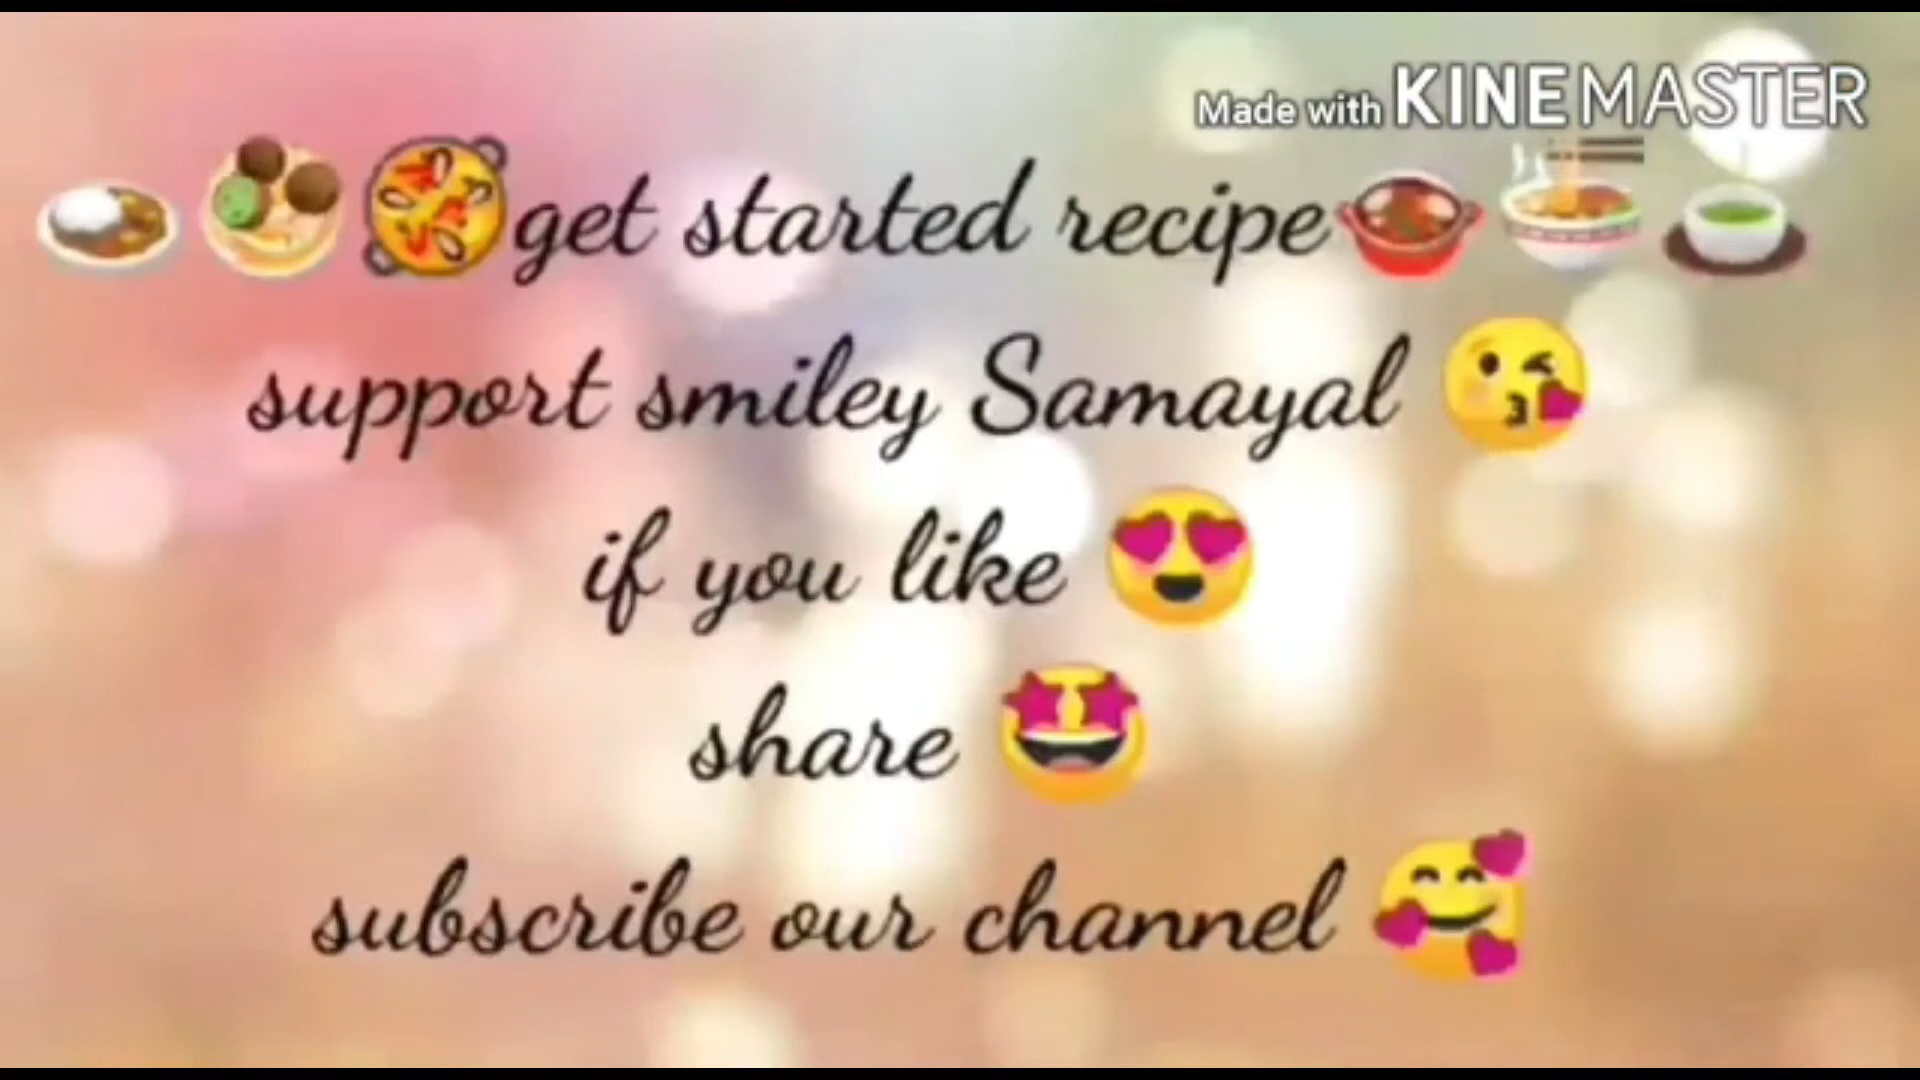 Made with KINEMASTER
🍛🧆🥘get started recipe🍲🍜🍵
support smiley Samayal 😘
if you like 😍
share 🤩
subscribe our channel 🥰